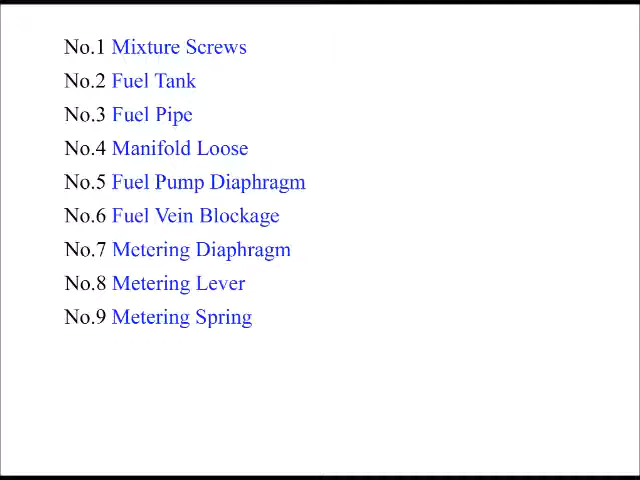 No.1 Mixture Screws
No.2 Fuel Tank
No.3 Fuel Pipe
No.4 Manifold Loose
No.5 Fuel Pump Diaphragm
No.6 Fuel Vein Blockage
No.7 Metering Diaphragm
No.8 Metering Lever
No.9 Metering Spring